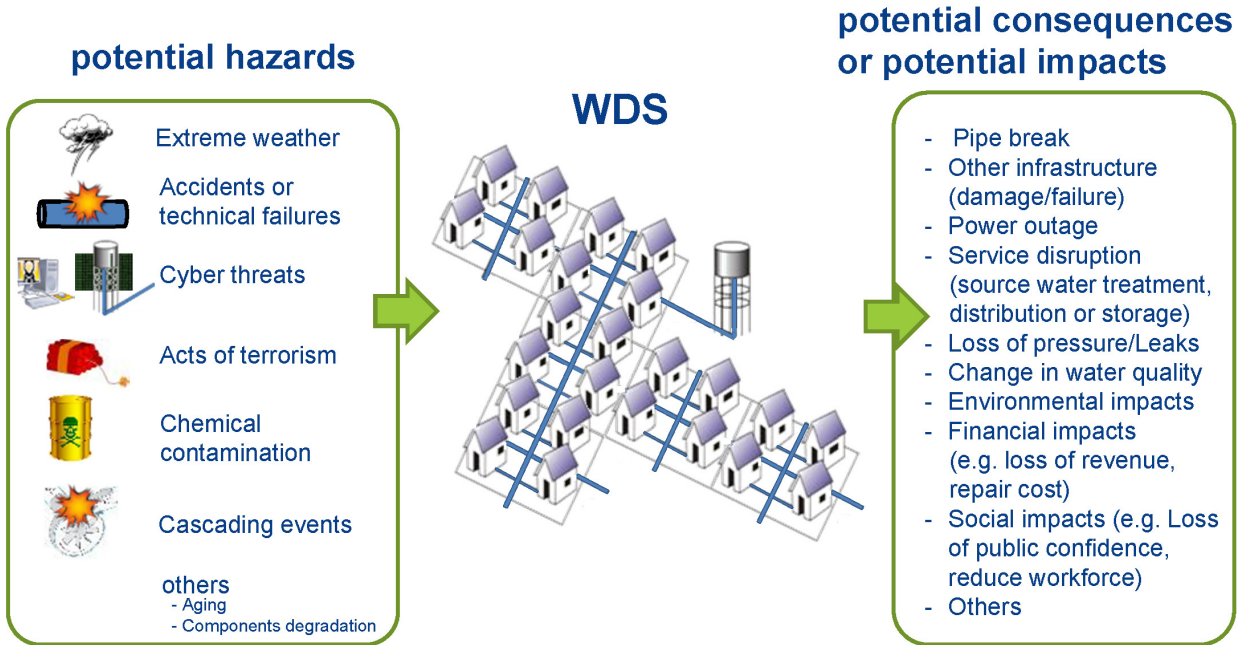 potential hazards
Extreme weather
Accidents or
technical failures
Cyber threats
Acts of terrorism
Chemical
contamination
Cascading events
others
- Aging
- Components degradation
WDS
potential consequences
or potential impacts
- Pipe break
- Other infrastructure
(damage/failure)
- Power outage
- Service disruption
(source water treatment,
distribution or storage)
- Loss of pressure/Leaks
- Change in water quality
- Environmental impacts
- Financial impacts
(e.g. loss of revenue,
repair cost)
- Social impacts (e.g. Loss
of public confidence,
reduce workforce)
- Others